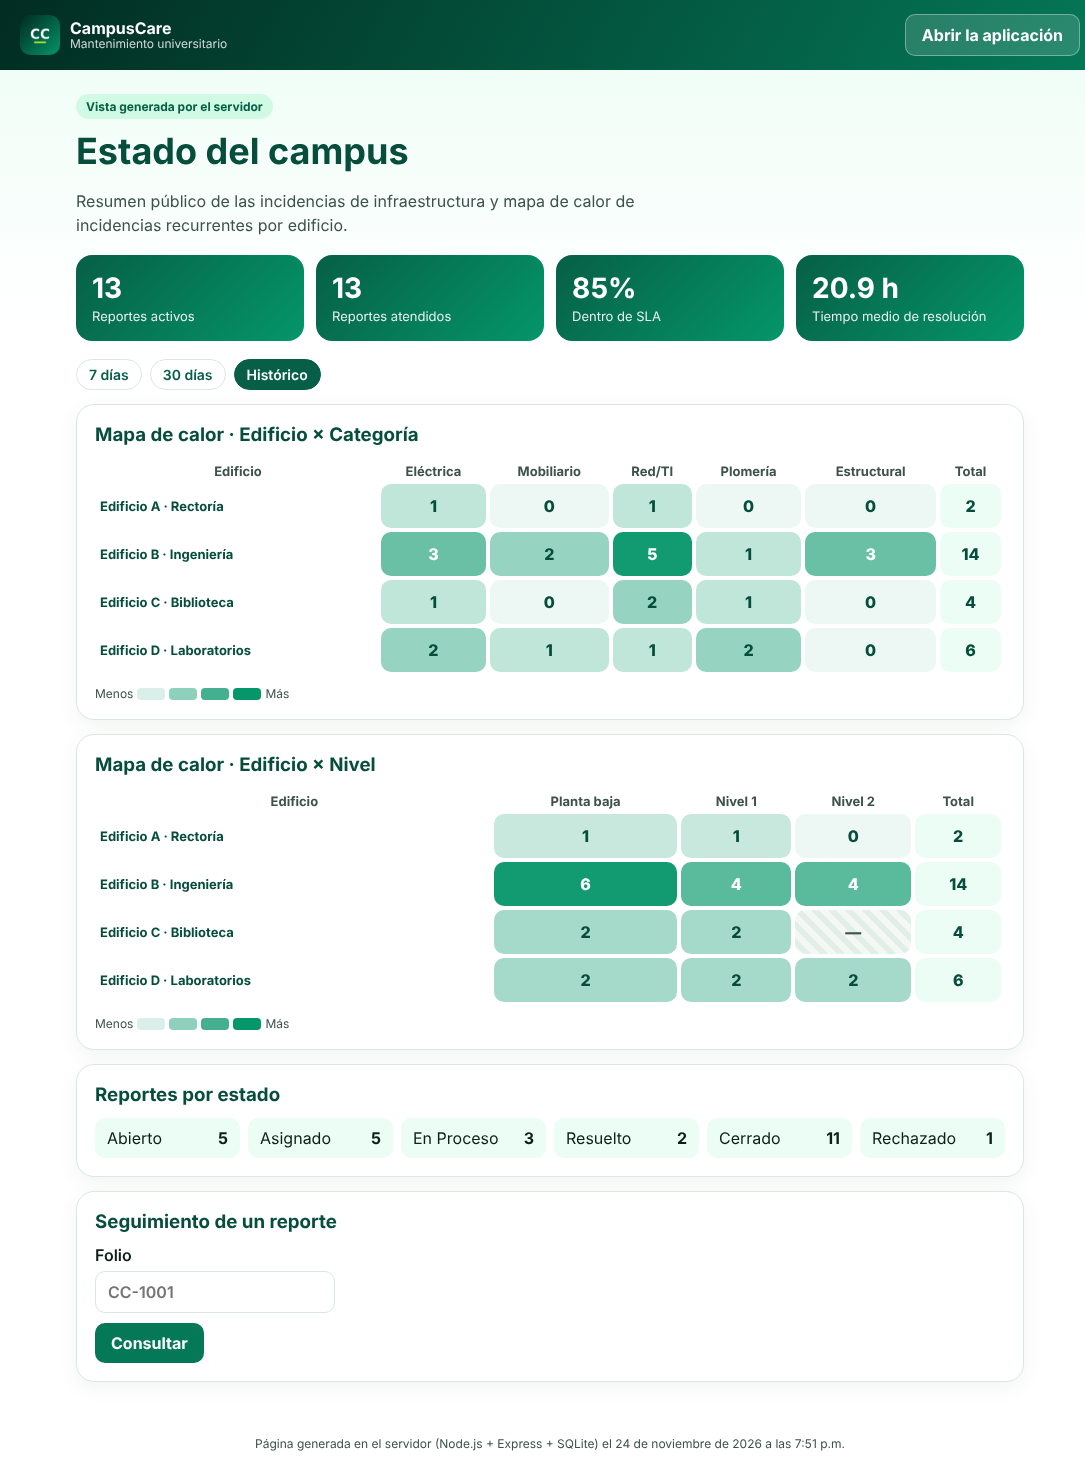 CC
CampusCare
Mantenimiento universitario
Abrir la aplicación
Vista generada por el servidor
Estado del campus
Resumen público de las incidencias de infraestructura y mapa de calor de
incidencias recurrentes por edificio.
13
Reportes activos
13
Reportes atendidos
85%
Dentro de SLA
20.9 h
Tiempo medio de resolución
7 días
30 días
Histórico
Mapa de calor · Edificio × Categoría
Edificio Eléctrica Mobiliario Red/TI Plomería Estructural Total
Edificio A · Rectoría 1 0 1 0 0 2
Edificio B · Ingeniería 3 2 5 1 3 14
Edificio C · Biblioteca 1 0 2 1 0 4
Edificio D · Laboratorios 2 1 1 2 0 6
Menos Más
Mapa de calor · Edificio × Nivel
Edificio Planta baja Nivel 1 Nivel 2 Total
Edificio A · Rectoría 1 1 0 2
Edificio B · Ingeniería 6 4 4 14
Edificio C · Biblioteca 2 2 — 4
Edificio D · Laboratorios 2 2 2 6
Menos Más
Reportes por estado
Abierto 5 Asignado 5 En Proceso 3 Resuelto 2 Cerrado 11 Rechazado 1
Seguimiento de un reporte
Folio
CC-1001
Consultar
Página generada en el servidor (Node.js + Express + SQLite) el 24 de noviembre de 2026 a las 7:51 p.m.